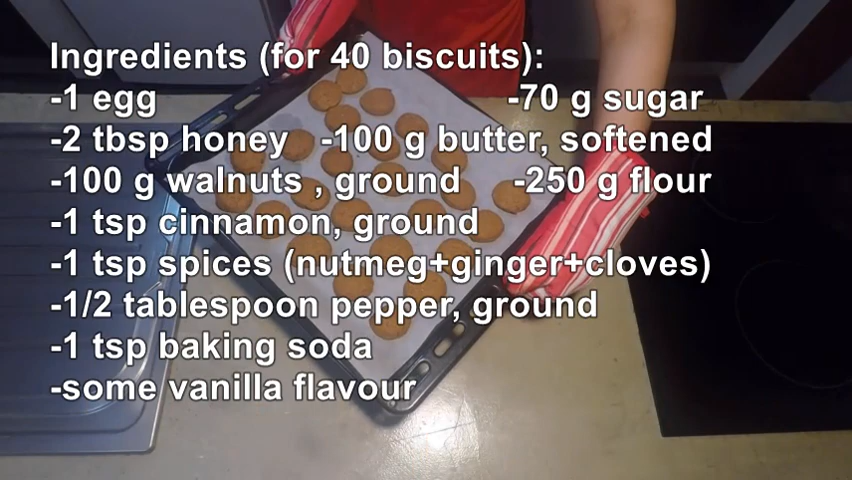 Ingredients (for 40 biscuits):
-1 egg -70 g sugar
-2 tbsp honey -100 g butter, softened
-100 g walnuts , ground -250 g flour
-1 tsp cinnamon, ground
-1 tsp spices (nutmeg+ginger+cloves)
-1/2 tablespoon pepper, ground
-1 tsp baking soda
-some vanilla flavour